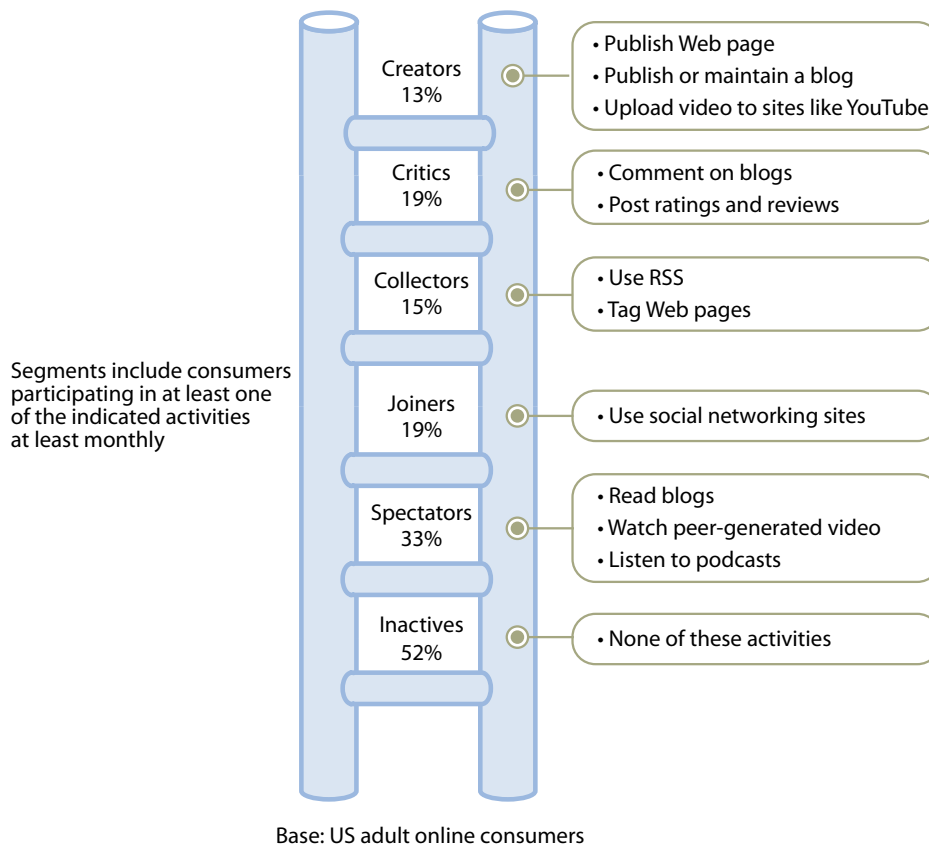 Creators
13%
• Publish Web page
• Publish or maintain a blog
• Upload video to sites like YouTube
Critics
19%
• Comment on blogs
• Post ratings and reviews
Collectors
15%
• Use RSS
• Tag Web pages
Segments include consumers
participating in at least one
of the indicated activities
at least monthly
Joiners
19%
• Use social networking sites
Spectators
33%
• Read blogs
• Watch peer-generated video
• Listen to podcasts
Inactives
52%
• None of these activities
Base: US adult online consumers